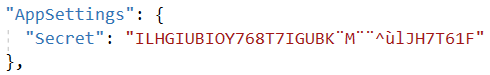 "AppSettings": {
"Secret": "ILHGIUBIOY768T7IGUBK¨M¨¨^ùlJH7T61F"
},